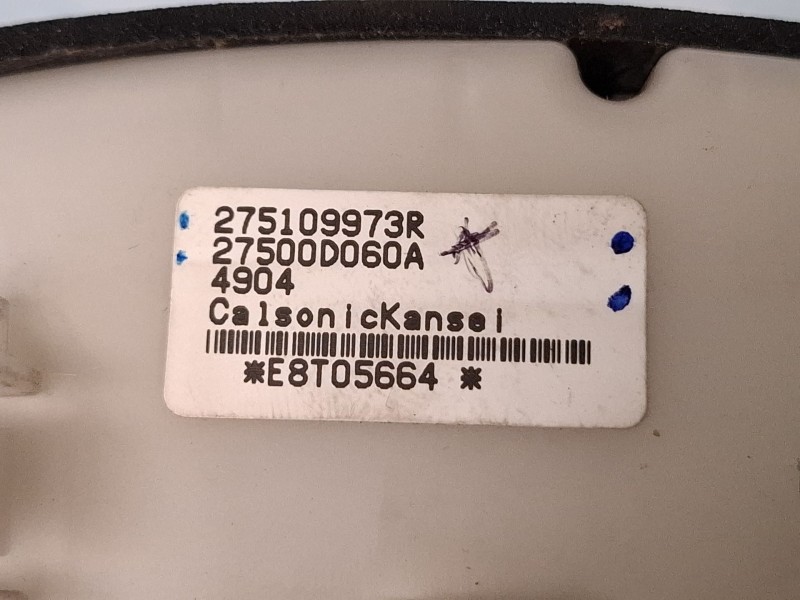 275109973R
27500D060A
4904
CalsonicKansei
*E8T05664 *